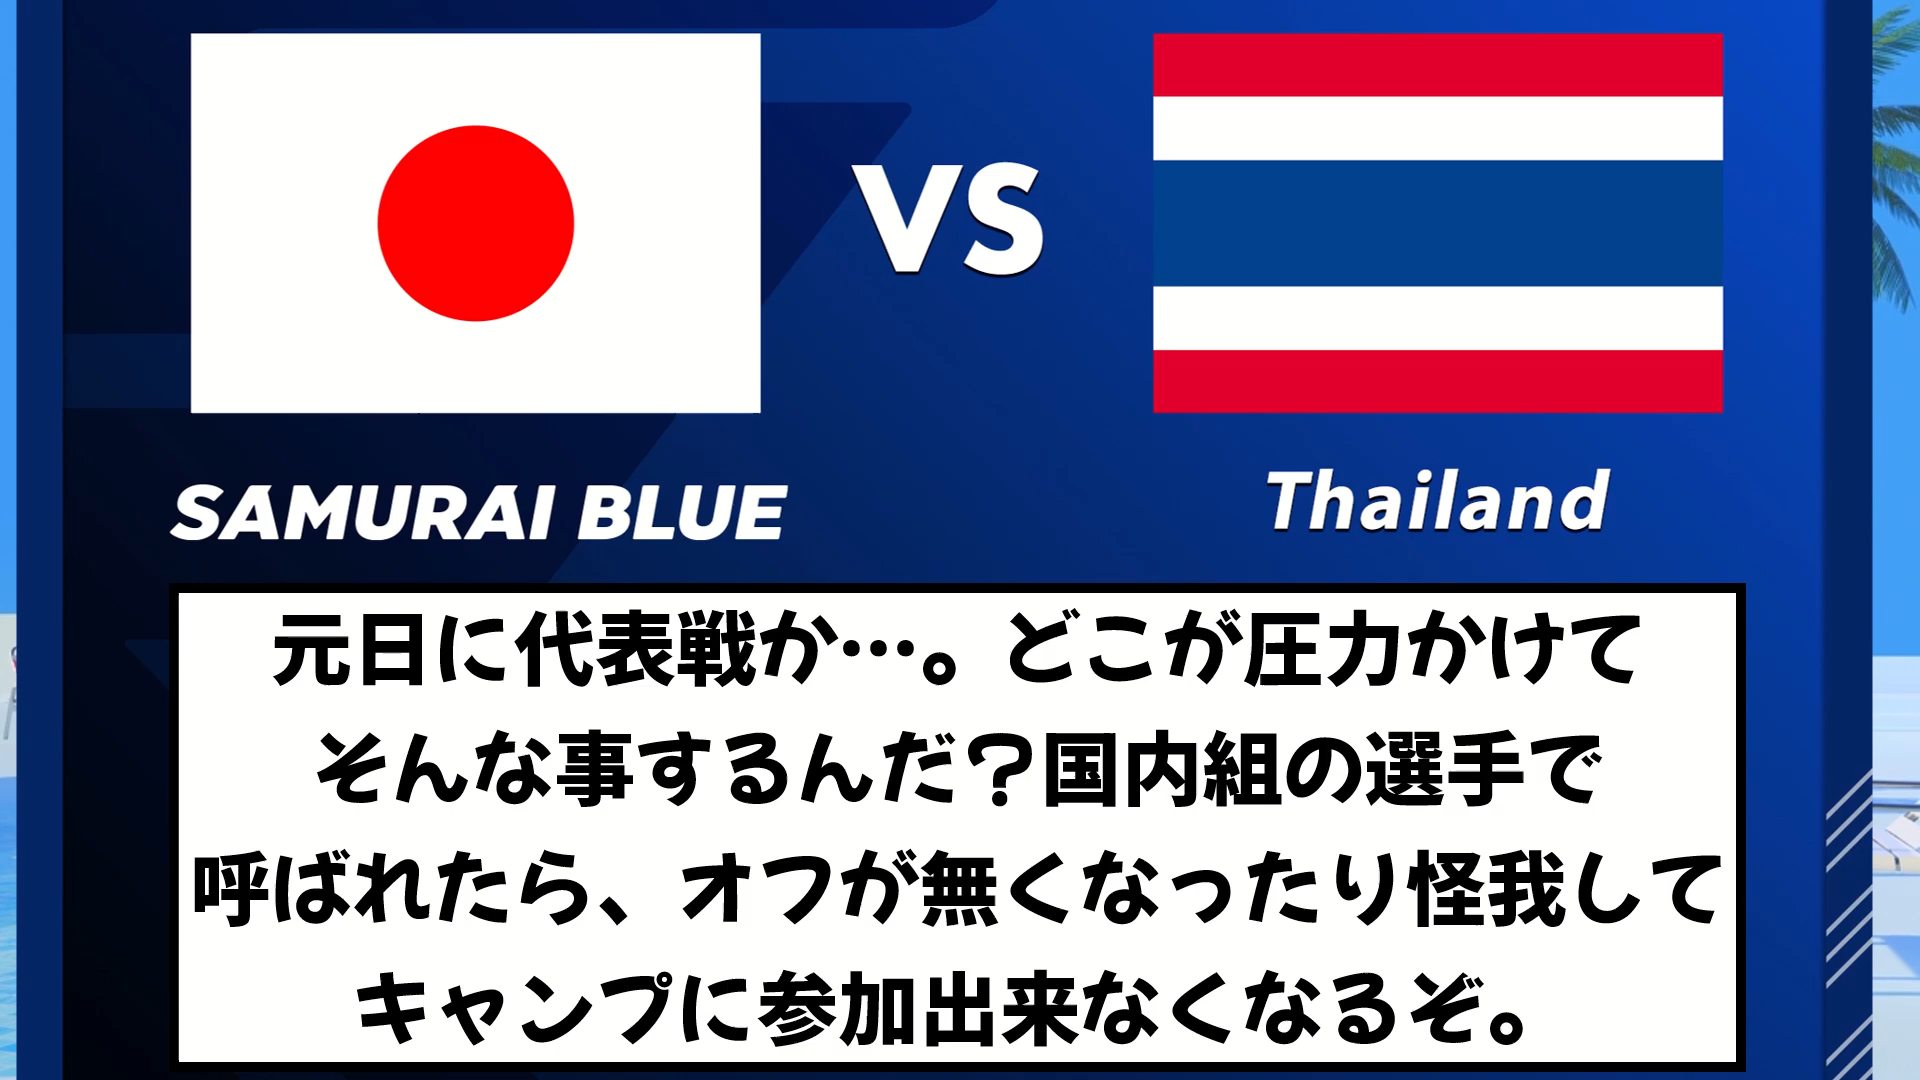 VS
SAMURAI BLUE
Thailand
元日に代表戦か…。どこが圧力かけて
そんな事するんだ？国内組の選手で
呼ばれたら、オフが無くなったり怪我して
キャンプに参加出来なくなるぞ。